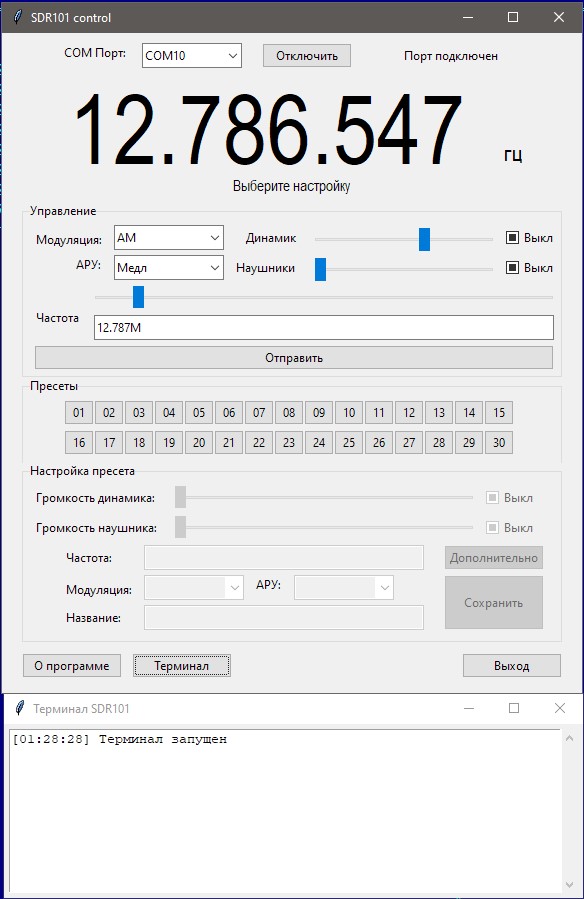 SDR101 control
COM Порт: COM10 Отключить Порт подключен
12.786.547 ГЦ
Выберите настройку
Управление
Модуляция: AM Динамик Выкл
АРУ: Медл Наушники Выкл
Частота
12.787M
Отправить
Пресеты
01 02 03 04 05 06 07 08 09 10 11 12 13 14 15
16 17 18 19 20 21 22 23 24 25 26 27 28 29 30
Настройка пресета
Громкость динамика: Выкл
Громкость наушника: Выкл
Частота: Дополнительно
Модуляция: АРУ: Сохранить
Название:
О программе Терминал Выход
Терминал SDR101
[01:28:28] Терминал запущен